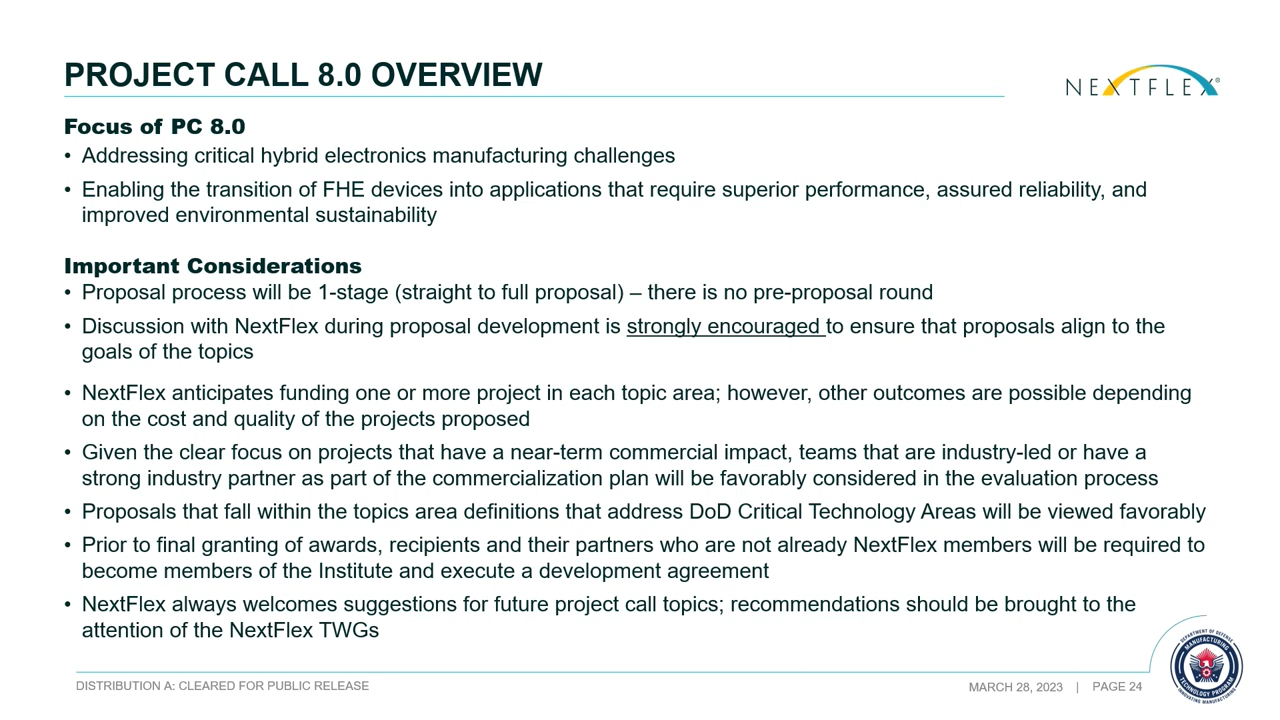 PROJECT CALL 8.0 OVERVIEW
NEXTFLEX®
Focus of PC 8.0
• Addressing critical hybrid electronics manufacturing challenges
• Enabling the transition of FHE devices into applications that require superior performance, assured reliability, and
improved environmental sustainability
Important Considerations
• Proposal process will be 1-stage (straight to full proposal) – there is no pre-proposal round
• Discussion with NextFlex during proposal development is strongly encouraged to ensure that proposals align to the
goals of the topics
• NextFlex anticipates funding one or more project in each topic area; however, other outcomes are possible depending
on the cost and quality of the projects proposed
• Given the clear focus on projects that have a near-term commercial impact, teams that are industry-led or have a
strong industry partner as part of the commercialization plan will be favorably considered in the evaluation process
• Proposals that fall within the topics area definitions that address DoD Critical Technology Areas will be viewed favorably
• Prior to final granting of awards, recipients and their partners who are not already NextFlex members will be required to
become members of the Institute and execute a development agreement
• NextFlex always welcomes suggestions for future project call topics; recommendations should be brought to the
attention of the NextFlex TWGs
DEPARTMENT OF DEFENSE
MANUFACTURING
TECHNOLOGY PROGRAM
INNOVATING MANUFACTURING
DISTRIBUTION A: CLEARED FOR PUBLIC RELEASE
MARCH 28, 2023 | PAGE 24